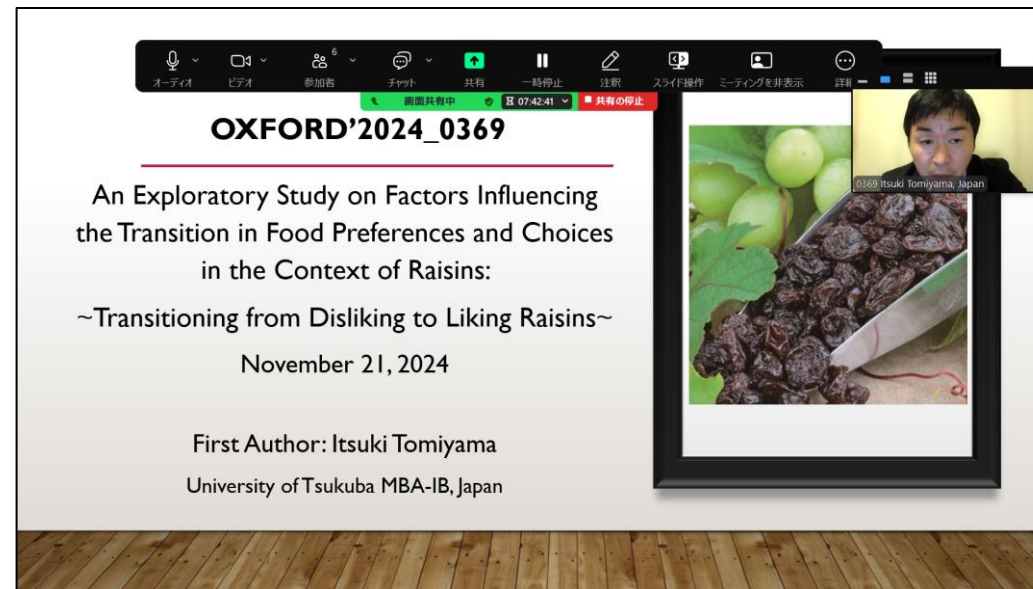 6
オーディオ ビデオ 参加者 チャット 共有 一時停止 注釈 スライド操作 ミーティングを非表示 詳細
画面共有中 07:42:41 共有の停止
OXFORD’2024_0369
0369 Itsuki Tomiyama, Japan
An Exploratory Study on Factors Influencing
the Transition in Food Preferences and Choices
in the Context of Raisins:
~Transitioning from Disliking to Liking Raisins~
November 21, 2024
First Author: Itsuki Tomiyama
University of Tsukuba MBA-IB, Japan